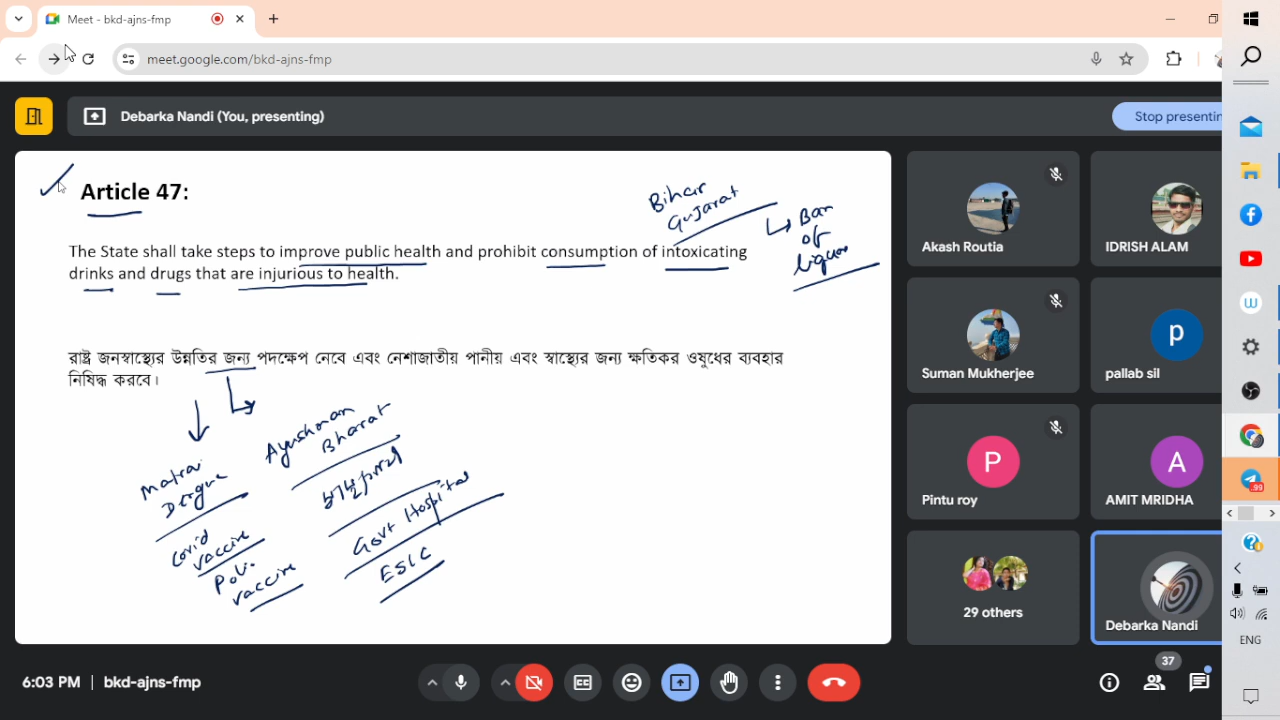 Meet - bkd-ajns-fmp
meet.google.com/bkd-ajns-fmp
Debarka Nandi (You, presenting)
Stop presentin
Article 47:
Bihar
Gujarat
Ban
of
liquor
The State shall take steps to improve public health and prohibit consumption of intoxicating
drinks and drugs that are injurious to health.
রাষ্ট্র জনস্বাস্থ্যের উন্নতির জন্য পদক্ষেপ নেবে এবং নেশাজাতীয় পানীয় এবং স্বাস্থ্যের জন্য ক্ষতিকর ওষুধের ব্যবহার
নিষিদ্ধ করবে।
Ayushman
Bharat
Govt Hospital
ESIC
Covid
vaccine
vaccine
Akash Routia
IDRISH ALAM
Suman Mukherjee
p
pallab sil
P
Pintu roy
A
AMIT MRIDHA
29 others
Debarka Nandi
6:03 PM
bkd-ajns-fmp
37
W
.99
ENG